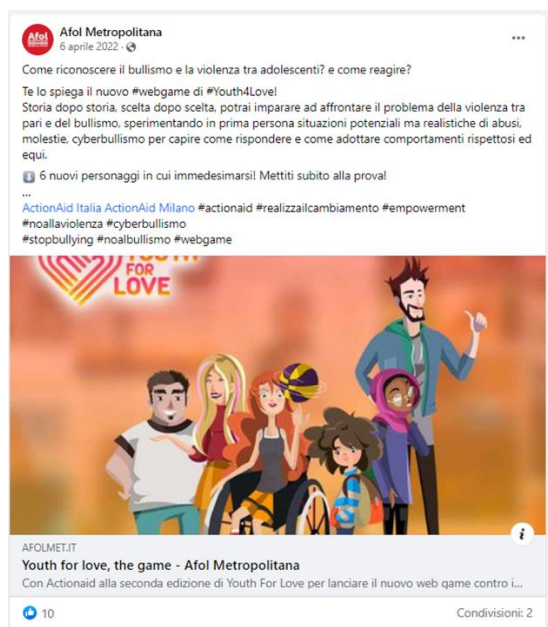 Afol
Afol Metropolitana
6 aprile 2022 ·
Come riconoscere il bullismo e la violenza tra adolescenti? e come reagire?
Te lo spiega il nuovo #webgame di #Youth4Love!
Storia dopo storia, scelta dopo scelta, potrai imparare ad affrontare il problema della violenza tra
pari e del bullismo, sperimentando in prima persona situazioni potenziali ma realistiche di abusi,
molestie, cyberbullismo per capire come rispondere e come adottare comportamenti rispettosi ed
equi.
⬇️ 6 nuovi personaggi in cui immedesimarsi! Mettiti subito alla prova!
...
ActionAid Italia ActionAid Milano #actionaid #realizzailcambiamento #empowerment
#noallaviolenza #cyberbullismo
#stopbullying #noalbullismo #webgame
YOUTH
FOR
LOVE
AFOLMET.IT
Youth for love, the game - Afol Metropolitana
Con Actionaid alla seconda edizione di Youth For Love per lanciare il nuovo web game contro i...
10
Condivisioni: 2